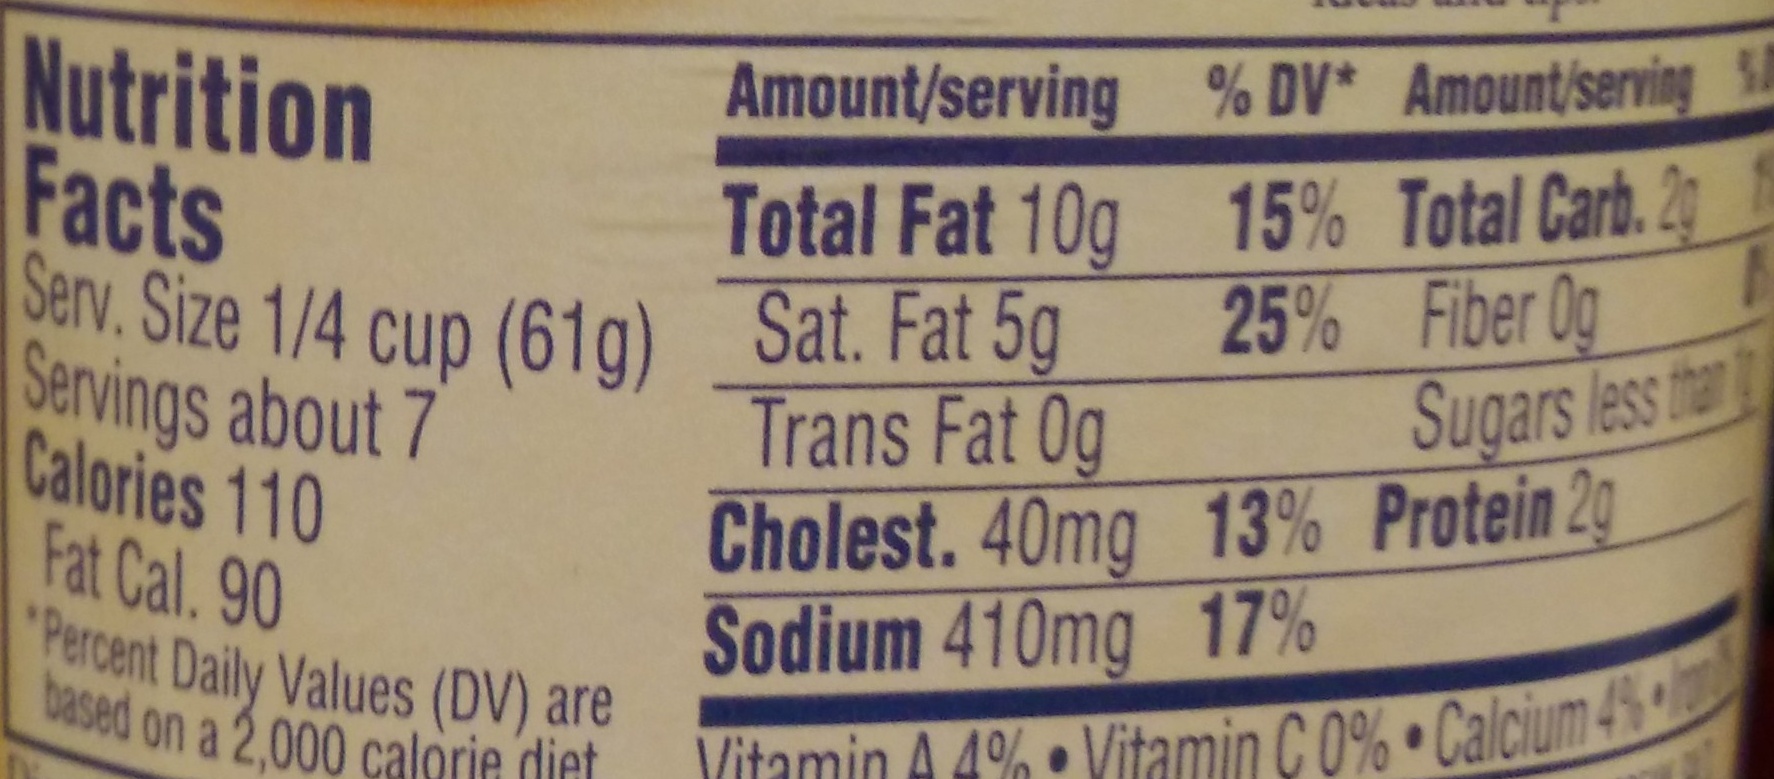 Nutrition
Facts
Serv. Size 1/4 cup (61g)
Servings about 7
Calories 110
Fat Cal. 90
*Percent Daily Values (DV) are
based on a 2,000 calorie diet
Amount/serving % DV* Amount/serving
Total Fat 10g 15% Total Carb. 2g
Sat. Fat 5g 25% Fiber 0g
Trans Fat 0g Sugars less than
Cholest. 40mg 13% Protein 2g
Sodium 410mg 17%
Vitamin A 4% • Vitamin C 0% • Calcium 4% • Iron